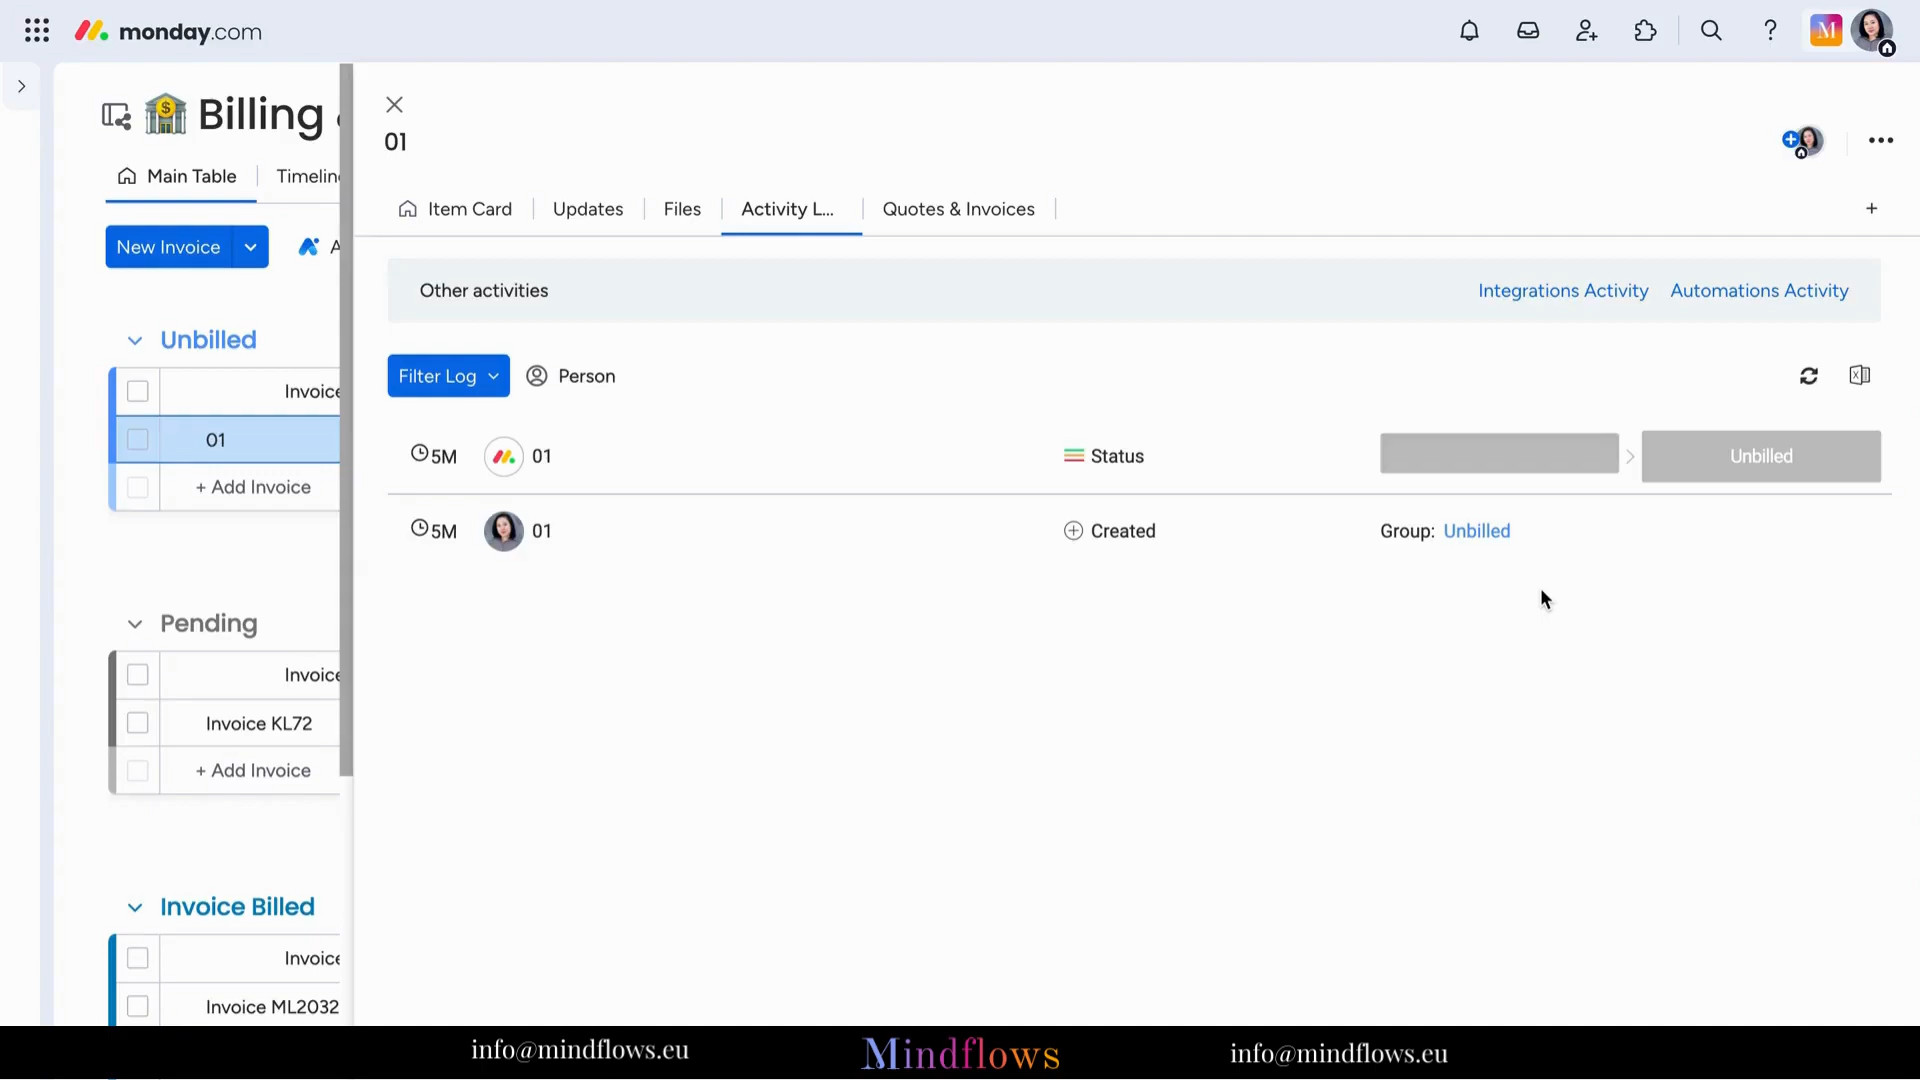 monday.com
M
Billing
01
Main Table
Timelin
Item Card
Updates
Files
Activity L...
Quotes & Invoices
New Invoice
A
Other activities
Integrations Activity
Automations Activity
Unbilled
Filter Log
Person
Invoice
01
+ Add Invoice
5M
01
Status
Unbilled
5M
01
Created
Group: Unbilled
Pending
Invoice
Invoice KL72
+ Add Invoice
Invoice Billed
Invoice
Invoice ML2032
info@mindflows.eu
Mindflows
info@mindflows.eu